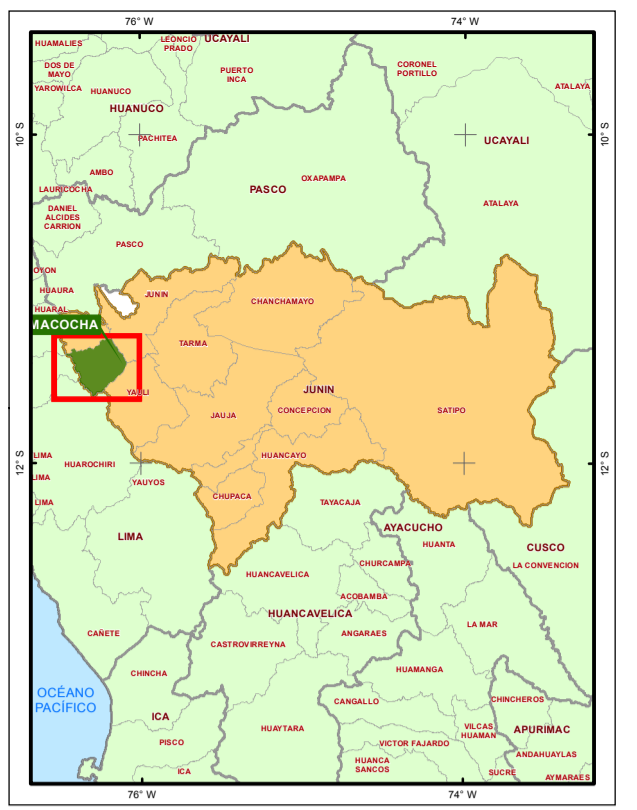 76° W
74° W
HUAMALIES
LEONCIO
PRADO
UCAYALI
DOS DE
MAYO
PUERTO
INCA
CORONEL
PORTILLO
YAROWILCA
HUANUCO
ATALAYA
HUANUCO
10° S
10° S
PACHITEA
UCAYALI
AMBO
LAURICOCHA
PASCO
OXAPAMPA
DANIEL
ALCIDES
CARRION
ATALAYA
PASCO
OYON
HUAURA
JUNIN
CHANCHAMAYO
HUARAL
MACOCHA
TARMA
YAULI
JUNIN
JAUJA
CONCEPCION
SATIPO
LIMA
HUAROCHIRI
HUANCAYO
12° S
12° S
LIMA
YAUYOS
CHUPACA
LIMA
TAYACAJA
LIMA
AYACUCHO
HUANTA
CUSCO
CHURCAMPA
LA CONVENCION
HUANCAVELICA
ACOBAMBA
HUANCAVELICA
LA MAR
CAÑETE
ANGARAES
CASTROVIRREYNA
CHINCHA
HUAMANGA
OCÉANO
PACÍFICO
CANGALLO
CHINCHEROS
ICA
HUAYTARA
VILCAS
HUAMAN
APURIMAC
PISCO
VICTOR FAJARDO
ANDAHUAYLAS
ICA
HUANCA
SANCOS
SUCRE
AYMARAES
76° W
74° W